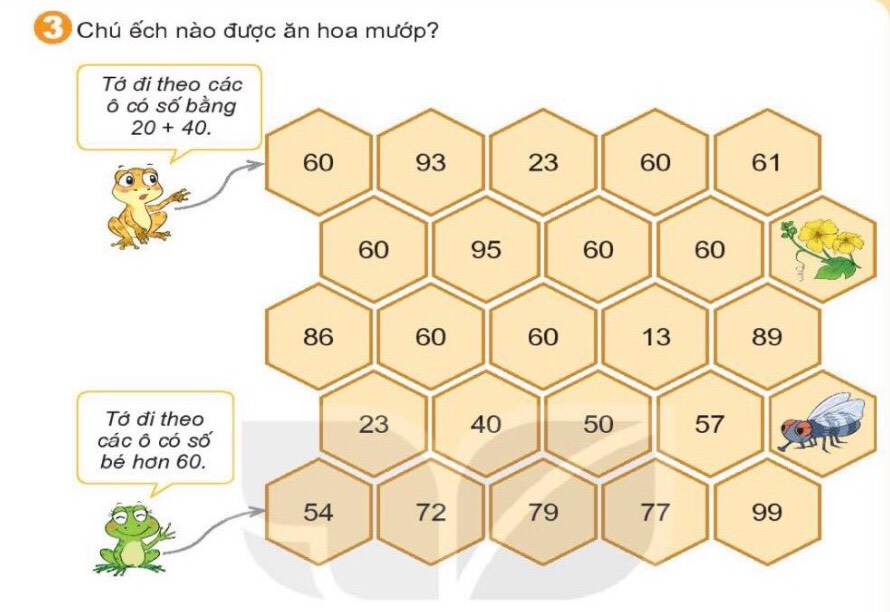 3 Chú ếch nào được ăn hoa mướp?
Tớ đi theo các
ô có số bằng
20 + 40.
60 93 23 60 61
60 95 60 60
86 60 60 13 89
23 40 50 57
Tớ đi theo
các ô có số
bé hơn 60.
54 72 79 77 99